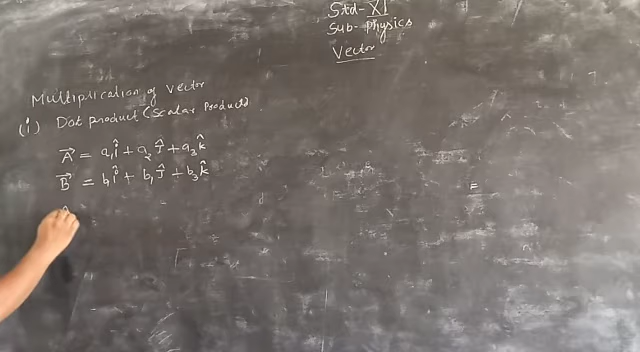 Std- XI
Sub- Physics
Vector
Multiplication of Vector
(i) Dot product (Scalar Product)
A⃗ = a₁î + a₂ĵ + a₃k̂
B⃗ = b₁î + b₁ĵ + b₃k̂